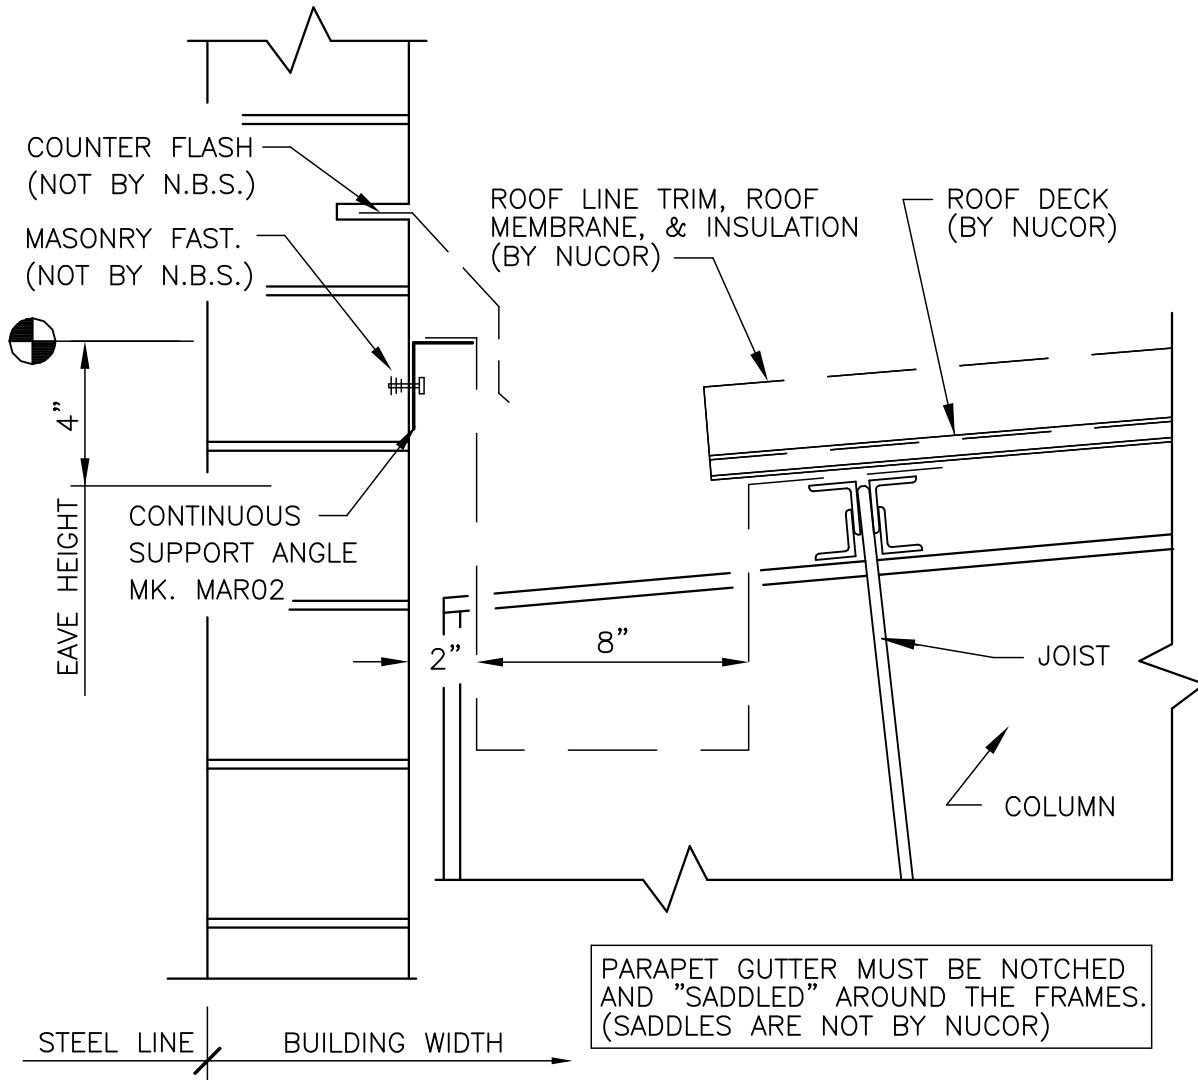 COUNTER FLASH
(NOT BY N.B.S.)
MASONRY FAST.
(NOT BY N.B.S.)
ROOF LINE TRIM, ROOF
MEMBRANE, & INSULATION
(BY NUCOR)
ROOF DECK
(BY NUCOR)
4"
EAVE HEIGHT
CONTINUOUS
SUPPORT ANGLE
MK. MAR02
2"
8"
JOIST
COLUMN
PARAPET GUTTER MUST BE NOTCHED
AND "SADDLED" AROUND THE FRAMES.
(SADDLES ARE NOT BY NUCOR)
STEEL LINE
BUILDING WIDTH